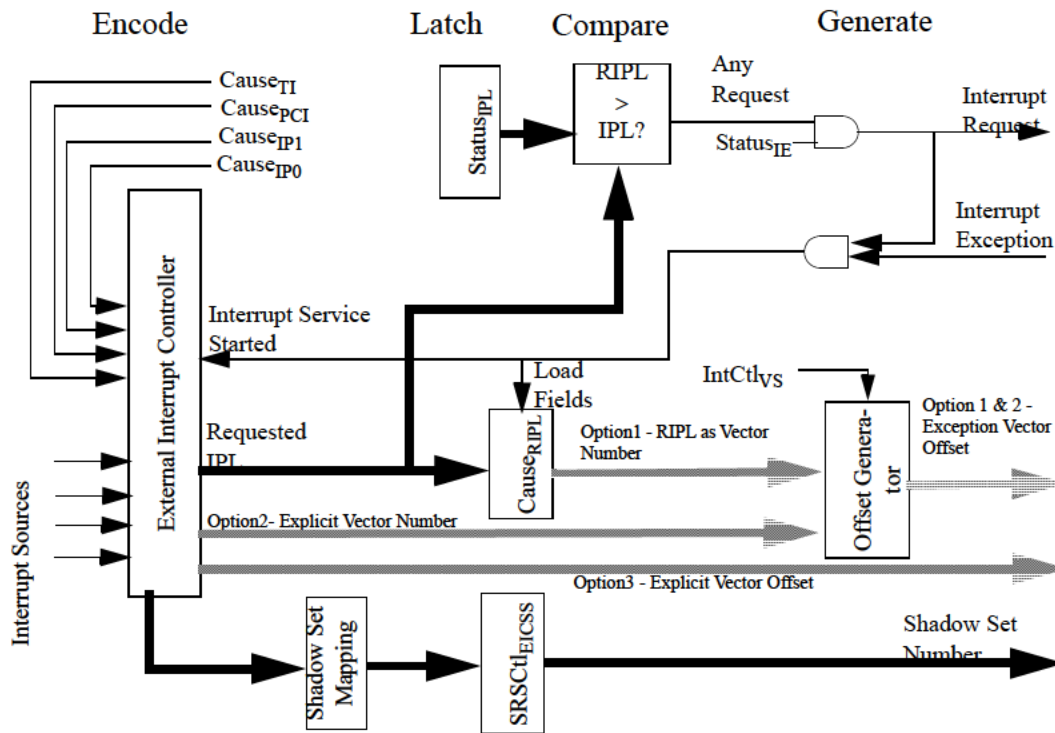 Encode
Latch
Compare
Generate
CauseTI
CausePCI
CauseIP1
CauseIP0
StatusIPL
RIPL
>
IPL?
Any
Request
StatusIE
Interrupt
Request
Interrupt
Exception
External Interrupt Controller
Interrupt Service
Started
Load
Fields
IntCtlVS
Requested
IPL
CauseRIPL
Option1 - RIPL as Vector
Number
Offset Genera-
tor
Option 1 & 2 -
Exception Vector
Offset
Option2- Explicit Vector Number
Option3 - Explicit Vector Offset
Interrupt Sources
Shadow Set
Mapping
SRSCtlEICSS
Shadow Set
Number